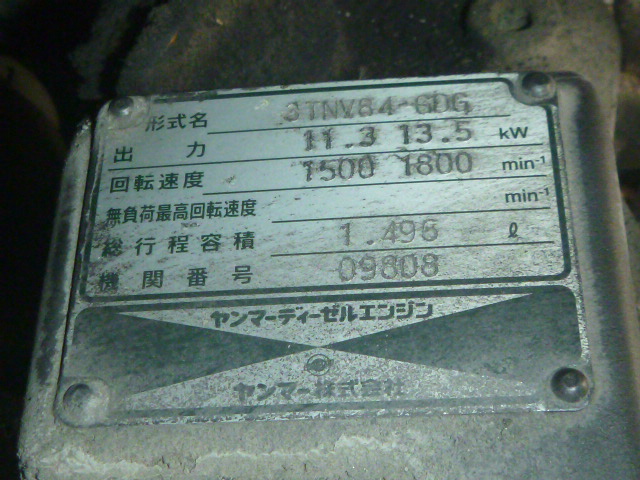 形式名 3TNV84-GDG
出力 11.3 13.5 kW
回転速度 1500 1800 min-1
無負荷最高回転速度 min-1
総行程容積 1.496 ℓ
機関番号 09808
ヤンマーディーゼルエンジン
ヤンマー株式会社